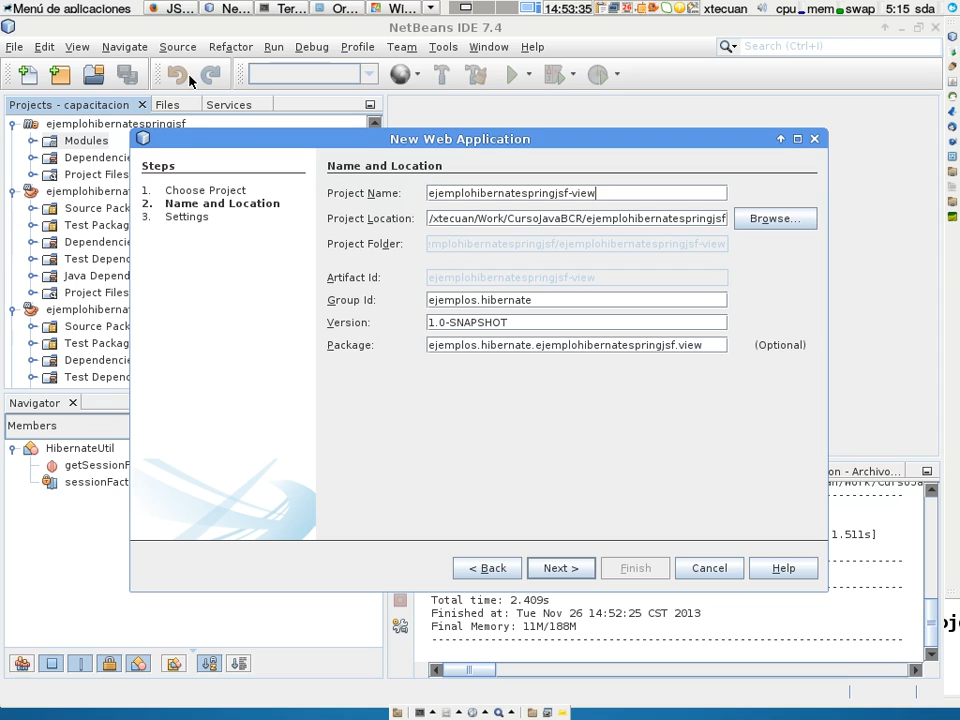 Menú de aplicaciones
JS...
Ne...
Ter...
Or...
Wi...
14:53:35
xtecuan
cpu
mem
swap
5:15
sda
NetBeans IDE 7.4
File Edit View Navigate Source Refactor Run Debug Profile Team Tools Window Help
Search (Ctrl+I)
Projects - capacitacion
Files
Services
ejemplohibernatespringjsf
Modules
Dependencie
Project Files
ejemplohiberna
Source Pack
Test Packag
Dependencie
Test Depend
Java Depend
Project Files
ejemplohiberna
Source Pack
Test Packag
Dependencie
Test Depend
Navigator
Members
HibernateUtil
getSessionF
sessionFact
New Web Application
Steps
1. Choose Project
2. Name and Location
3. Settings
Name and Location
Project Name: ejemplohibernatespringjsf-view
Project Location: /xtecuan/Work/CursoJavaBCR/ejemplohibernatespringjsf Browse...
Project Folder: mplohibernatespringjsf/ejemplohibernatespringjsf-view
Artifact Id: ejemplohibernatespringjsf-view
Group Id: ejemplos.hibernate
Version: 1.0-SNAPSHOT
Package: ejemplos.hibernate.ejemplohibernatespringjsf.view (Optional)
< Back Next > Finish Cancel Help
on - Archivo...
1.511s]
Total time: 2.409s
Finished at: Tue Nov 26 14:52:25 CST 2013
Final Memory: 11M/188M
------------------------------------------------------------------------